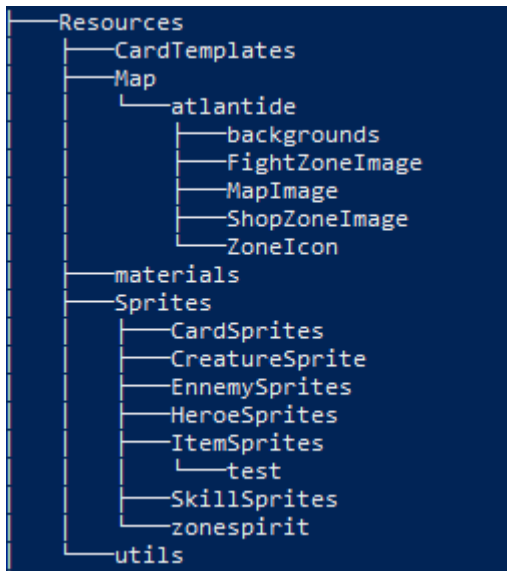 Resources
CardTemplates
Map
atlantide
backgrounds
FightZoneImage
MapImage
ShopZoneImage
ZoneIcon
materials
Sprites
CardSprites
CreatureSprite
EnnemySprites
HeroeSprites
ItemSprites
test
SkillSprites
zonespirit
utils